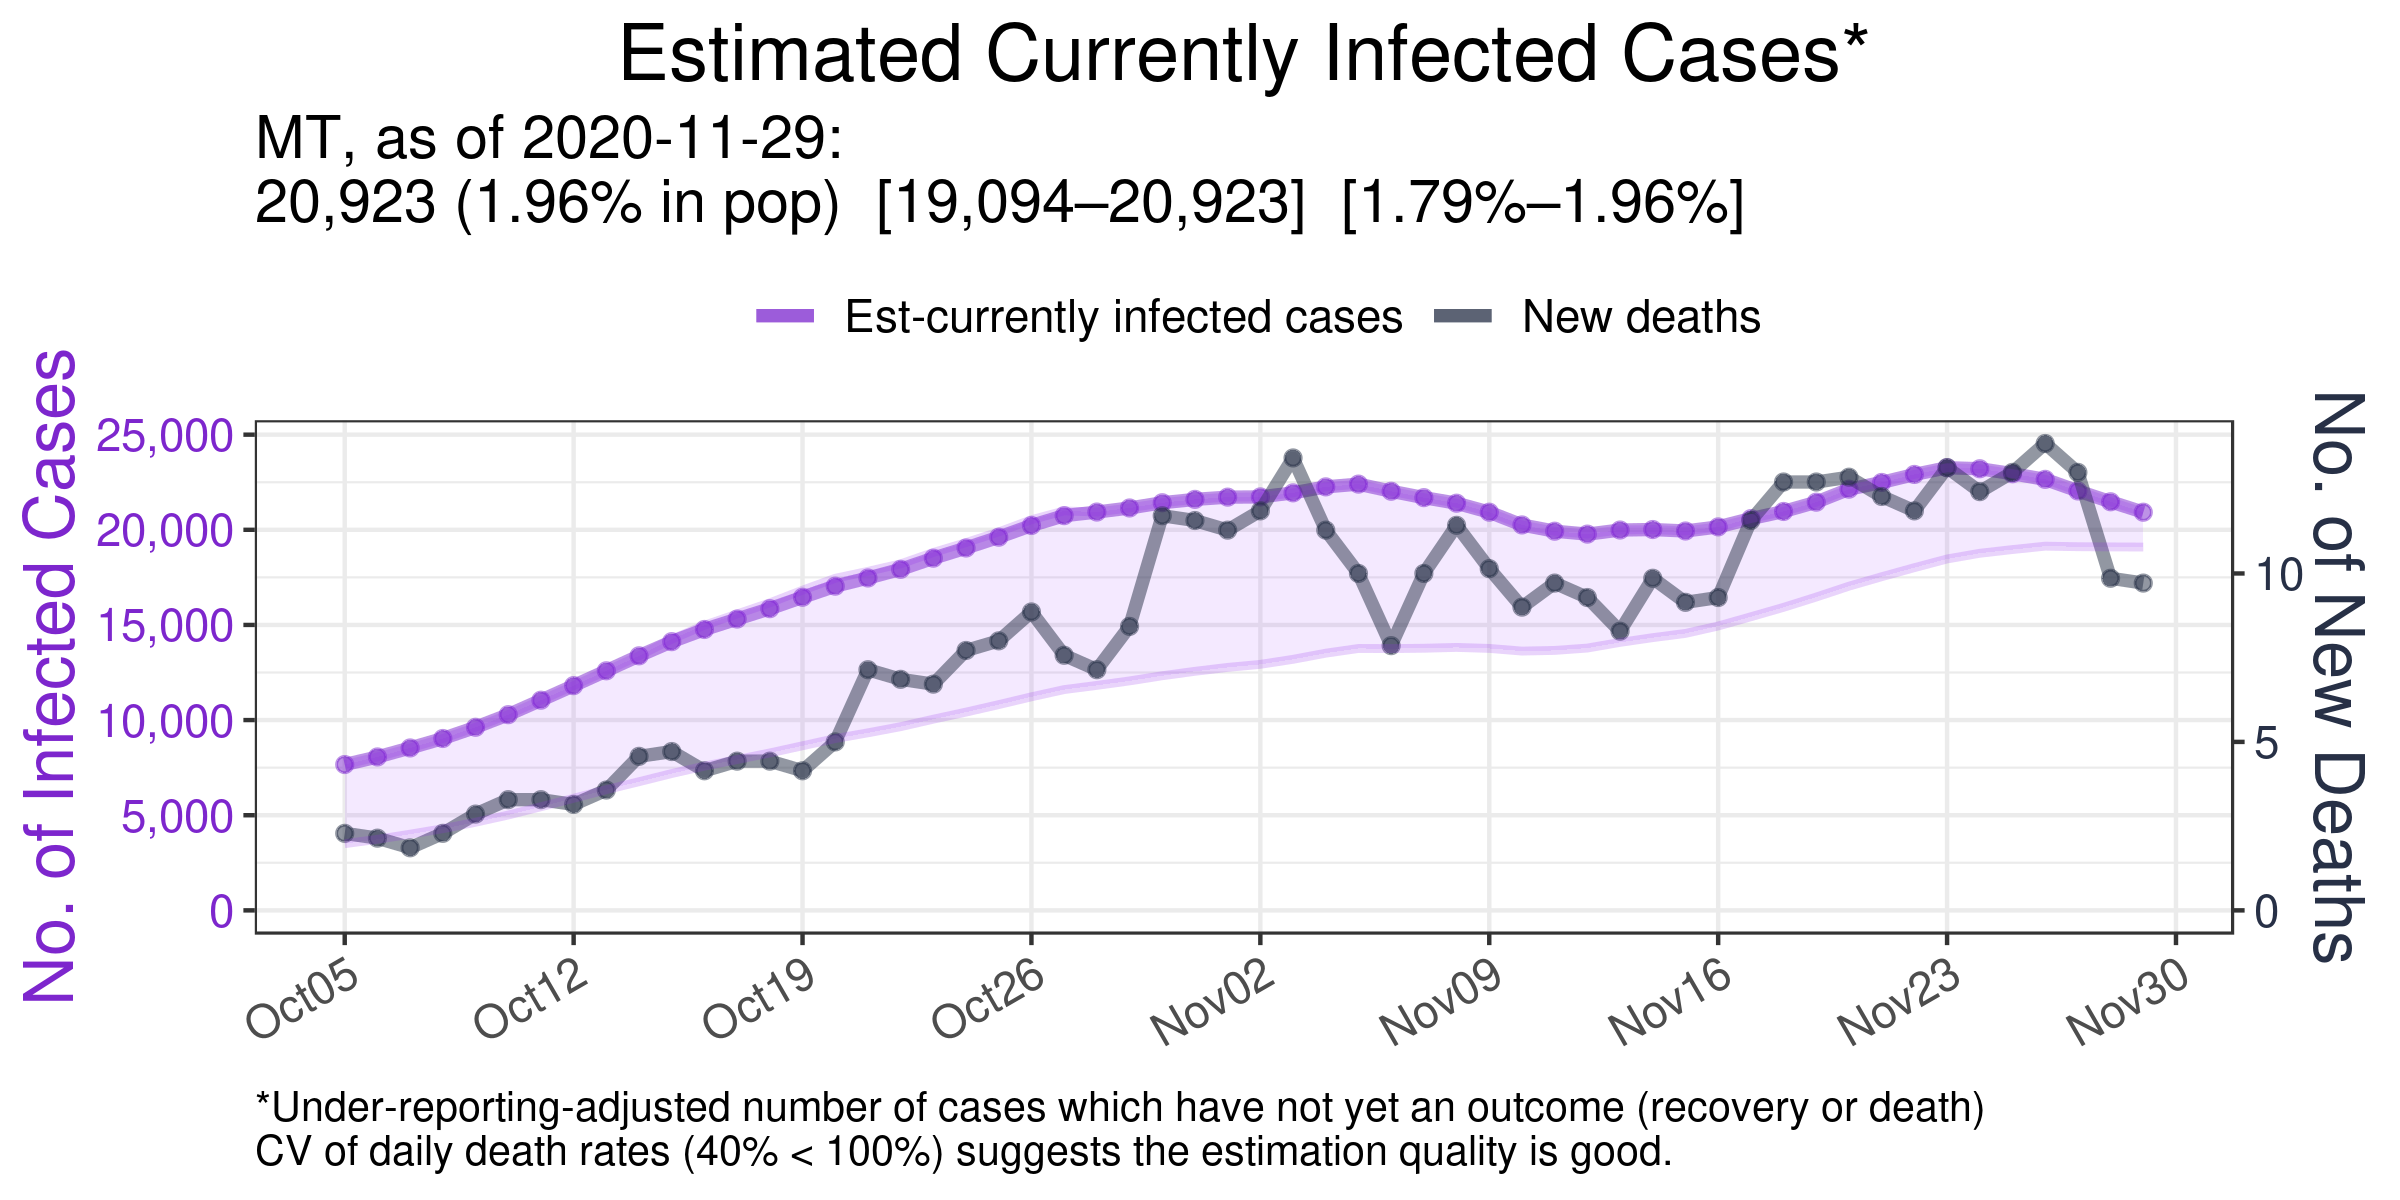 Estimated Currently Infected Cases*
MT, as of 2020-11-29:
20,923 (1.96% in pop)  [19,094–20,923]  [1.79%–1.96%]
Est-currently infected cases
New deaths
No. of Infected Cases
25,000
20,000
15,000
10,000
5,000
0
10
5
0
No. of New Deaths
Oct05
Oct12
Oct19
Oct26
Nov02
Nov09
Nov16
Nov23
Nov30
*Under-reporting-adjusted number of cases which have not yet an outcome (recovery or death)
CV of daily death rates (40% < 100%) suggests the estimation quality is good.